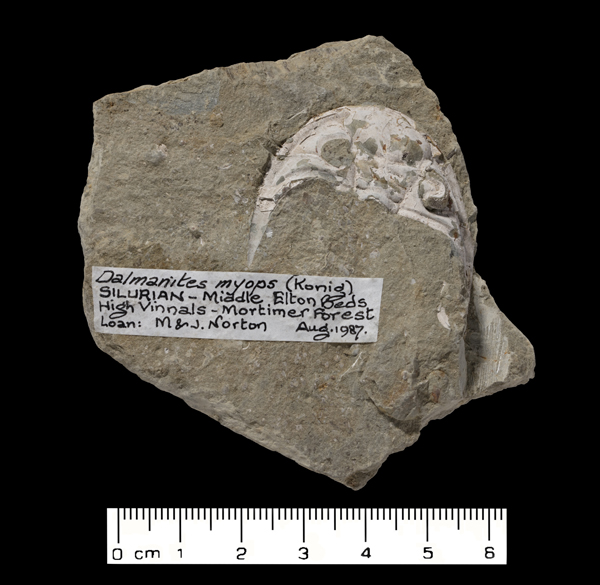 Dalmanites myops (Konig)
SILURIAN - Middle Elton Beds
High Vinnals - Mortimer Forest
Loan: M & J. Norton Aug. 1987.
0 cm 1 2 3 4 5 6